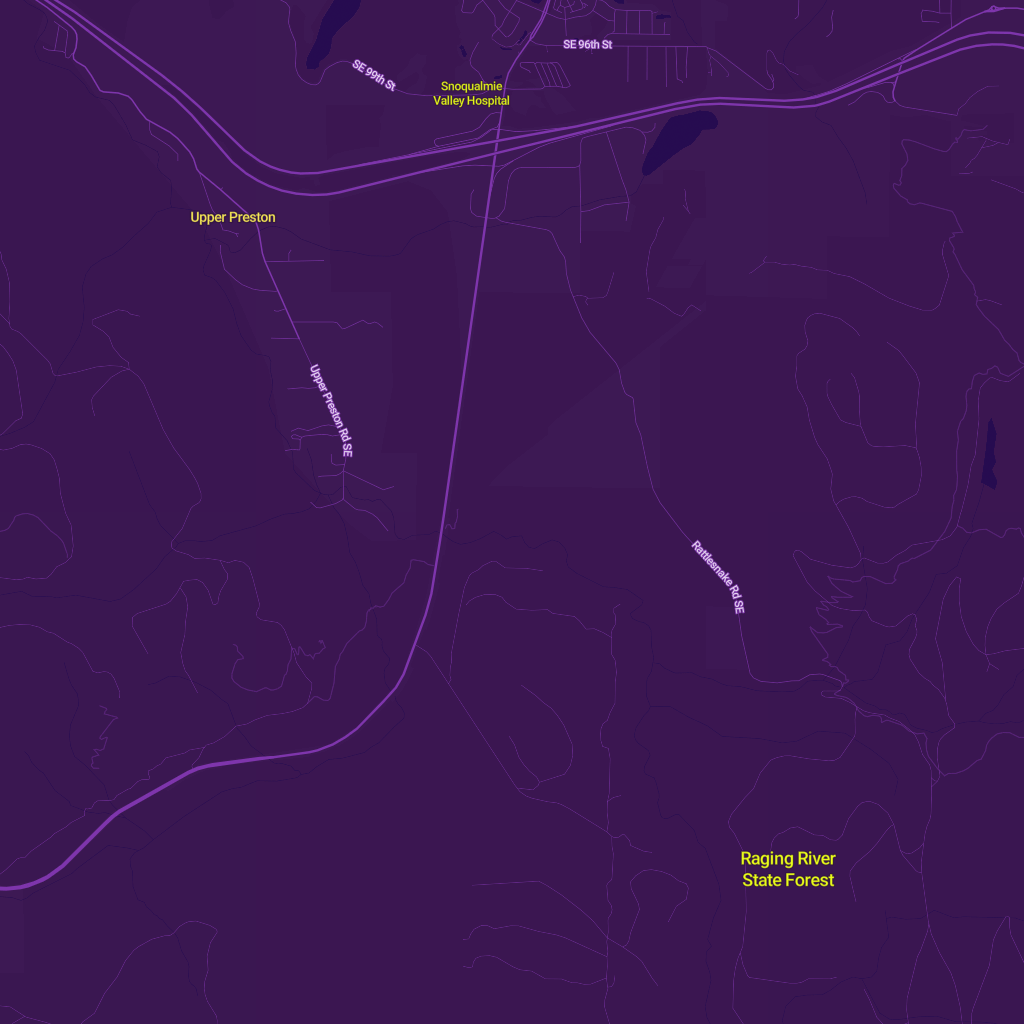 SE 96th St
SE 99th St
Snoqualmie
Valley Hospital
Upper Preston
Upper Preston Rd SE
Rattlesnake Rd SE
Raging River
State Forest